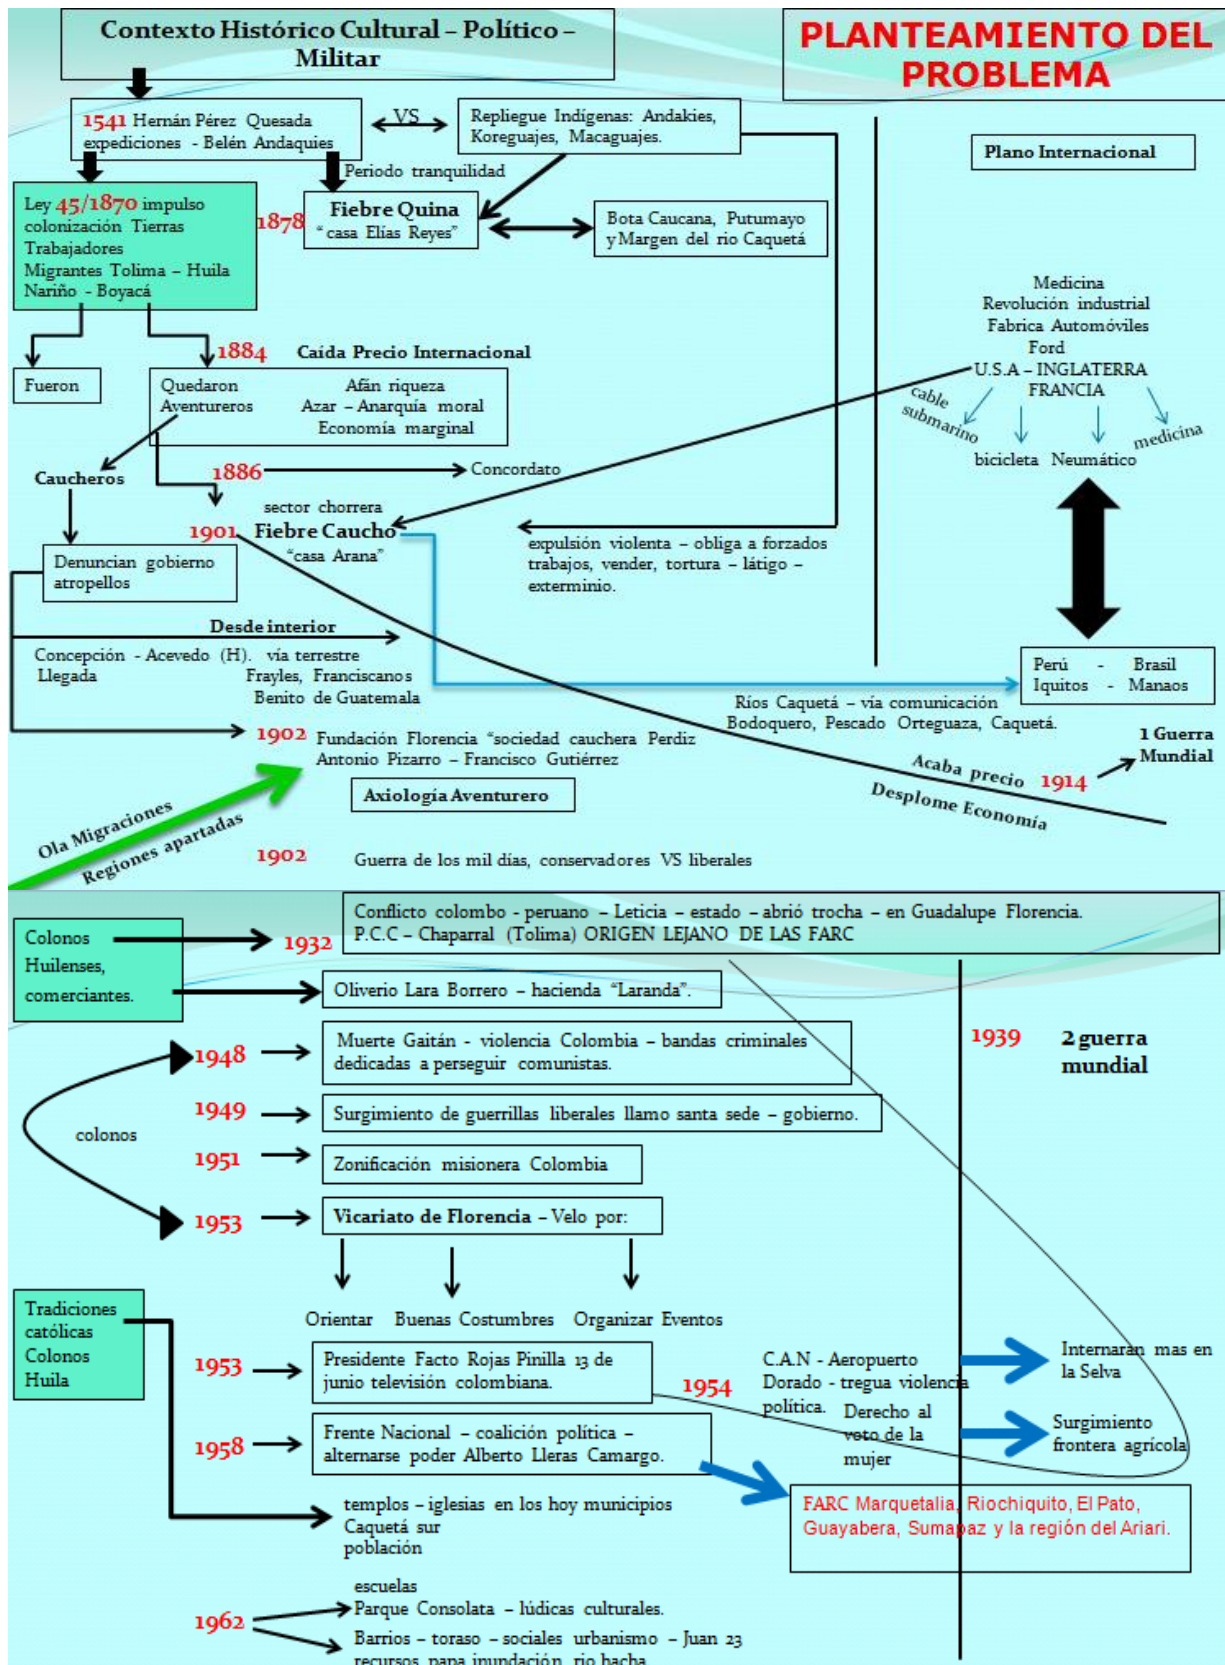 Contexto Histórico Cultural – Político –
Militar
PLANTEAMIENTO DEL
PROBLEMA
1541 Hernán Pérez Quesada
expediciones - Belén Andaquies
VS
Repliegue Indígenas: Andakies,
Koreguajes, Macaguajes.
Plano Internacional
Periodo tranquilidad
Ley 45/1870 impulso
colonización Tierras
Trabajadores
Migrantes Tolima – Huila
Nariño - Boyacá
1878
Fiebre Quina
"casa Elías Reyes"
Bota Caucana, Putumayo
y Margen del rio Caquetá
Medicina
Revolución industrial
Fabrica Automóviles
Ford
U.S.A – INGLATERRA
FRANCIA
cable
submarino
medicina
bicicleta Neumático
1884 Caída Precio Internacional
Fueron
Quedaron
Aventureros
Afán riqueza
Azar – Anarquía moral
Economía marginal
Caucheros
1886
Concordato
sector chorrera
1901 Fiebre Caucho
"casa Arana"
expulsión violenta – obliga a forzados
trabajos, vender, tortura – látigo –
exterminio.
Denuncian gobierno
atropellos
Desde interior
Concepción - Acevedo (H). vía terrestre
Llegada
Frayles, Franciscanos
Benito de Guatemala
Perú - Brasil
Iquitos - Manaos
Ríos Caquetá – vía comunicación
Bodoquero, Pescado Orteguaza, Caquetá.
1902 Fundación Florencia "sociedad cauchera Perdiz
Antonio Pizarro – Francisco Gutiérrez
1 Guerra
Mundial
Acaba precio
1914
Desplome Economía
Axiología Aventurero
Ola Migraciones
Regiones apartadas
1902 Guerra de los mil días, conservadores VS liberales
Colonos
Huilenses,
comerciantes.
1932
Conflicto colombo - peruano – Leticia – estado – abrió trocha – en Guadalupe Florencia.
P.C.C – Chaparral (Tolima) ORIGEN LEJANO DE LAS FARC
Oliverio Lara Borrero – hacienda "Laranda".
1939 2 guerra
mundial
1948
Muerte Gaitán - violencia Colombia – bandas criminales
dedicadas a perseguir comunistas.
1949
Surgimiento de guerrillas liberales llamo santa sede – gobierno.
colonos
1951
Zonificación misionera Colombia
1953
Vicariato de Florencia – Velo por:
Orientar Buenas Costumbres Organizar Eventos
Tradiciones
católicas
Colonos
Huila
1953
Presidente Facto Rojas Pinilla 13 de
junio televisión colombiana.
1954
C.A.N - Aeropuerto
Dorado - tregua violencia
política.
Derecho al
voto de la
mujer
Internaran mas en
la Selva
Surgimiento
frontera agrícola
1958
Frente Nacional – coalición política –
alternarse poder Alberto Lleras Camargo.
FARC Marquetalia, Riochiquito, El Pato,
Guayabera, Sumapaz y la región del Ariari.
templos – iglesias en los hoy municipios
Caquetá sur
población
escuelas
1962
Parque Consolata – lúdicas culturales.
Barrios – toraso – sociales urbanismo – Juan 23
recursos papa inundación rio hacha